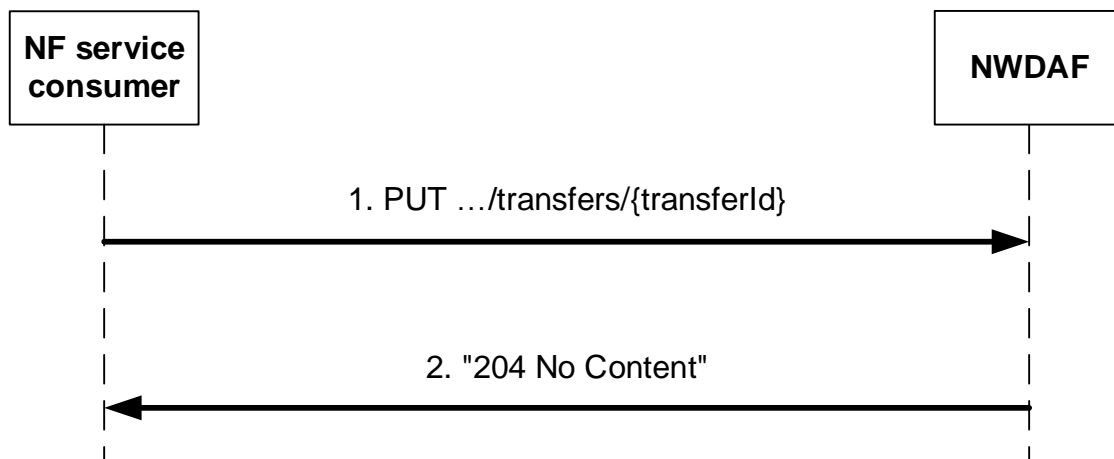 NF service
consumer
NWDAF
1. PUT …/transfers/{transferId}
2. "204 No Content"